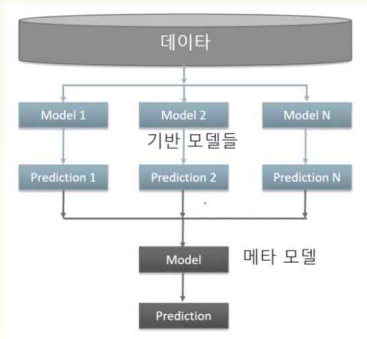 데이타
Model 1
Model 2
Model N
기반 모델들
Prediction 1
Prediction 2
Prediction N
Model
메타 모델
Prediction